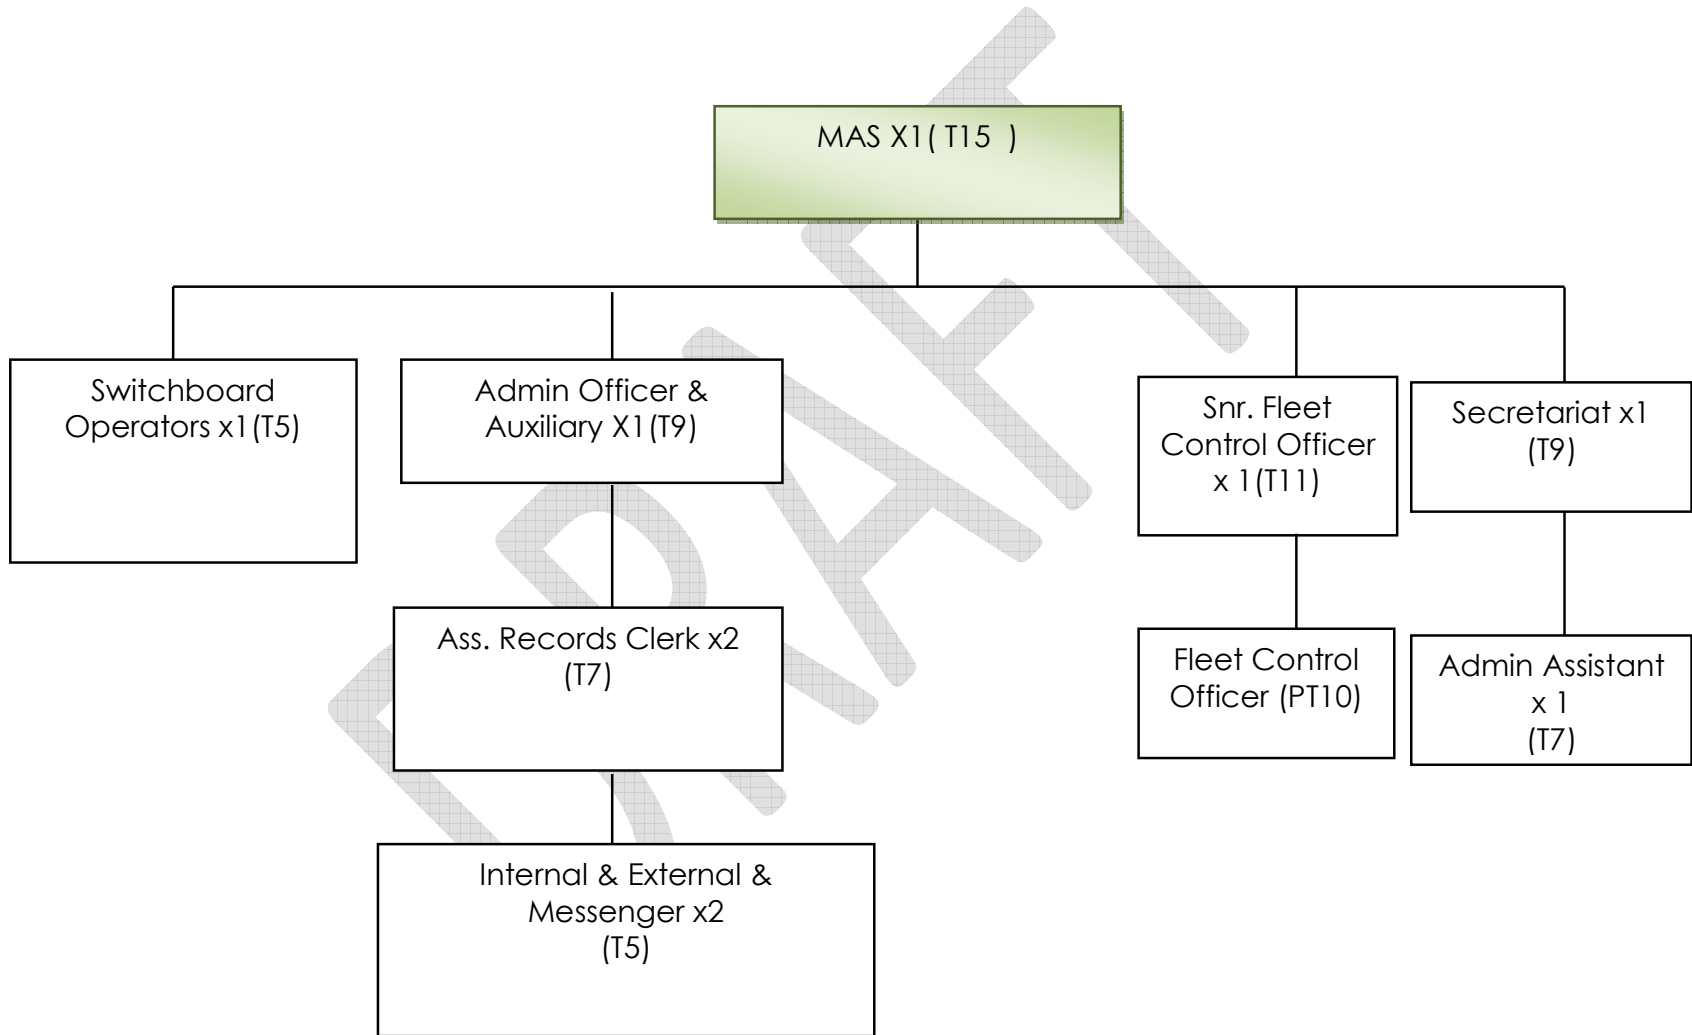 MAS X1( T15  )
Switchboard
Operators x1(T5)
Admin Officer &
Auxiliary X1(T9)
Snr. Fleet
Control Officer
x 1(T11)
Secretariat x1
(T9)
Ass. Records Clerk x2
(T7)
Fleet Control
Officer (PT10)
Admin Assistant
x 1
(T7)
Internal & External &
Messenger x2
(T5)
DRAFT